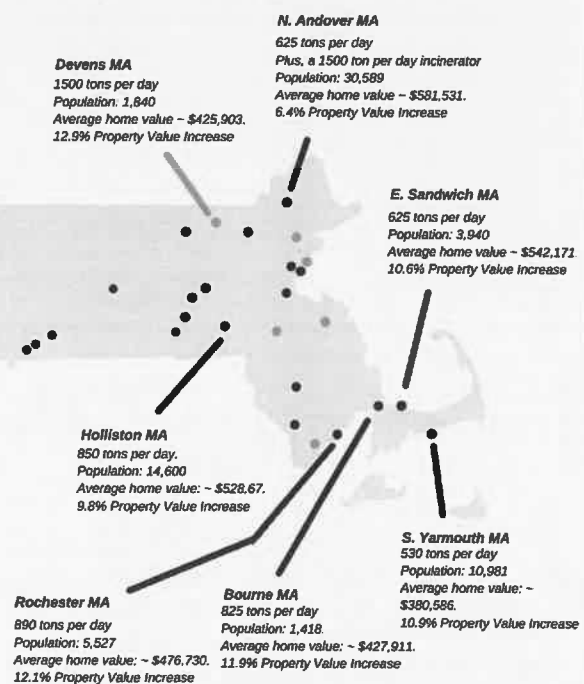 N. Andover MA
625 tons per day
Plus, a 1500 ton per day incinerator
Population: 30,589
Average home value ~ $581,531.
6.4% Property Value Increase
Devens MA
1500 tons per day
Population: 1,840
Average home value ~ $425,903.
12.9% Property Value Increase
E. Sandwich MA
625 tons per day
Population: 3,940
Average home value ~ $542,171
10.6% Property Value Increase
Holliston MA
850 tons per day.
Population: 14,600
Average home value: ~ $528,67.
9.8% Property Value Increase
S. Yarmouth MA
530 tons per day
Population: 10,981
Average home value: ~
$380,586.
10.9% Property Value Increase
Rochester MA
890 tons per day
Population: 5,527
Average home value: ~ $476,730.
12.1% Property Value Increase
Bourne MA
825 tons per day
Population: 1,418.
Average home value: ~ $427,911.
11.9% Property Value Increase